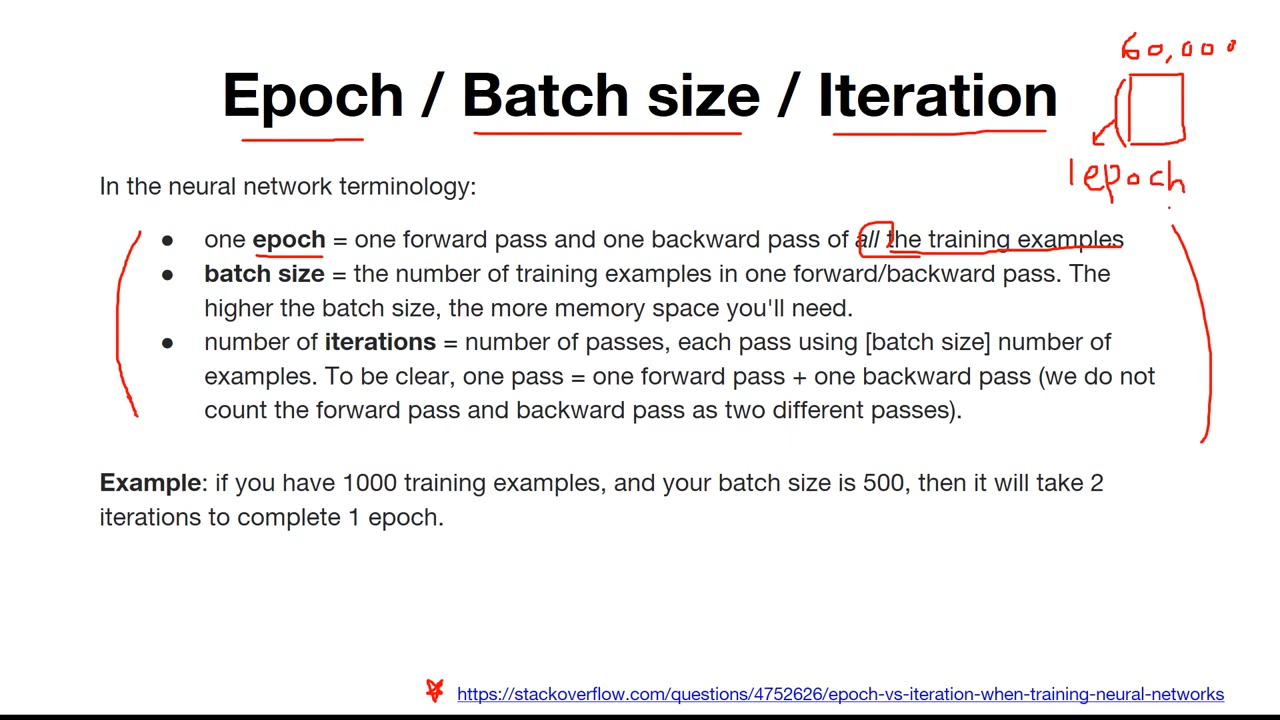 60,000
Epoch / Batch size / Iteration
1 epoch
In the neural network terminology:
● one epoch = one forward pass and one backward pass of all the training examples
● batch size = the number of training examples in one forward/backward pass. The
higher the batch size, the more memory space you'll need.
● number of iterations = number of passes, each pass using [batch size] number of
examples. To be clear, one pass = one forward pass + one backward pass (we do not
count the forward pass and backward pass as two different passes).
Example: if you have 1000 training examples, and your batch size is 500, then it will take 2
iterations to complete 1 epoch.
https://stackoverflow.com/questions/4752626/epoch-vs-iteration-when-training-neural-networks